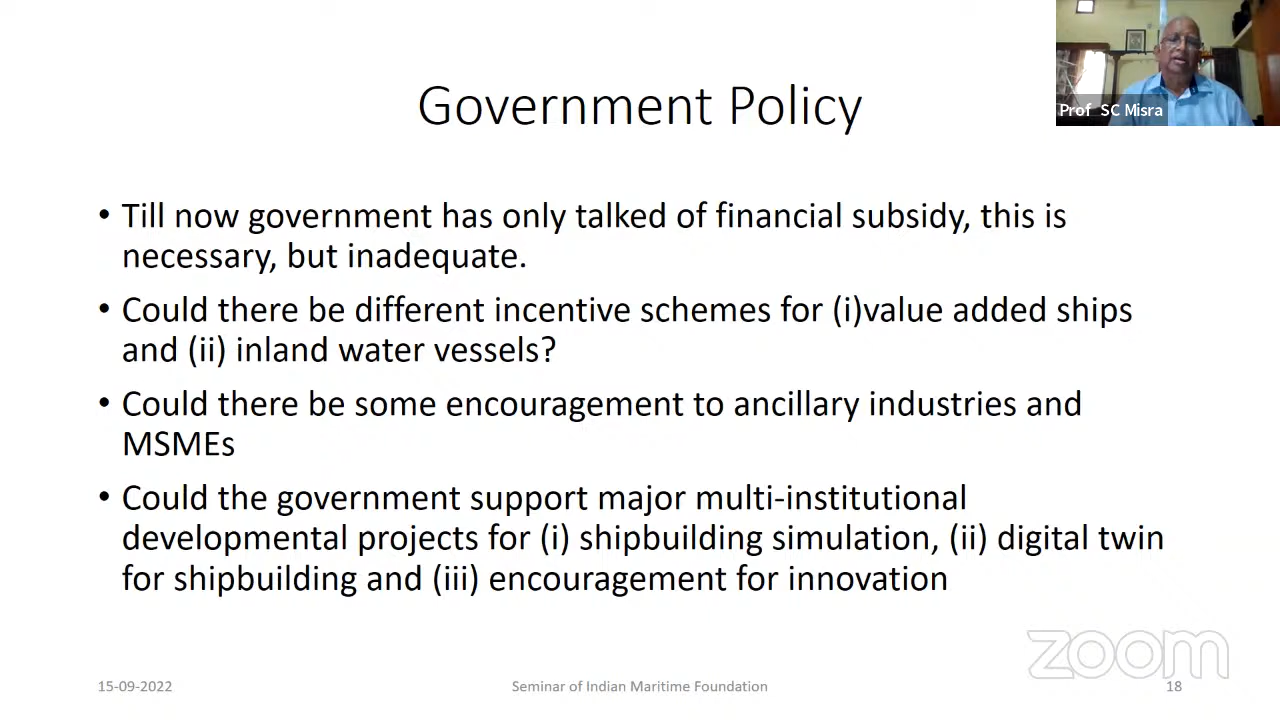 Prof SC Misra
Government Policy
• Till now government has only talked of financial subsidy, this is
necessary, but inadequate.
• Could there be different incentive schemes for (i)value added ships
and (ii) inland water vessels?
• Could there be some encouragement to ancillary industries and
MSMEs
• Could the government support major multi-institutional
developmental projects for (i) shipbuilding simulation, (ii) digital twin
for shipbuilding and (iii) encouragement for innovation
zoom
15-09-2022
Seminar of Indian Maritime Foundation
18